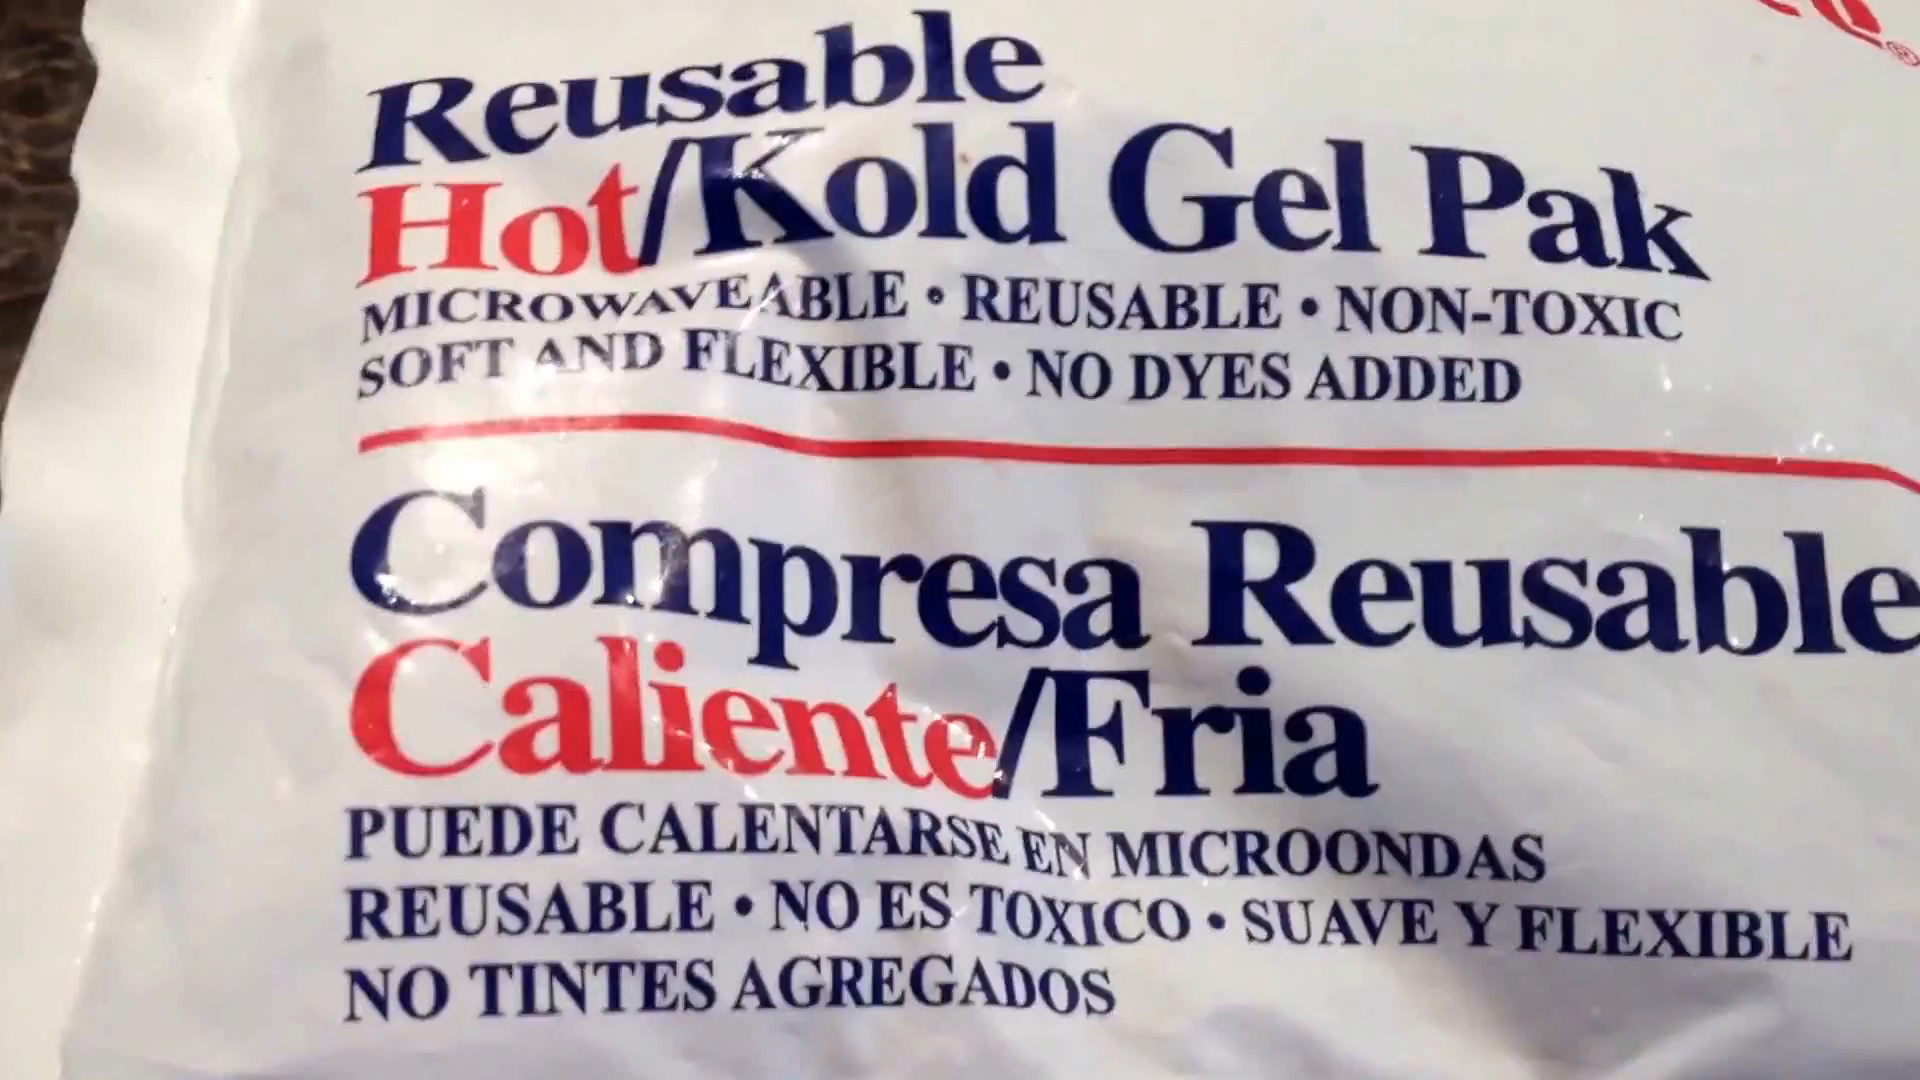 Reusable
Hot/Kold Gel Pak
MICROWAVEABLE • REUSABLE • NON-TOXIC
SOFT AND FLEXIBLE • NO DYES ADDED
Compresa Reusable
Caliente/Fria
PUEDE CALENTARSE EN MICROONDAS
REUSABLE • NO ES TOXICO • SUAVE Y FLEXIBLE
NO TINTES AGREGADOS